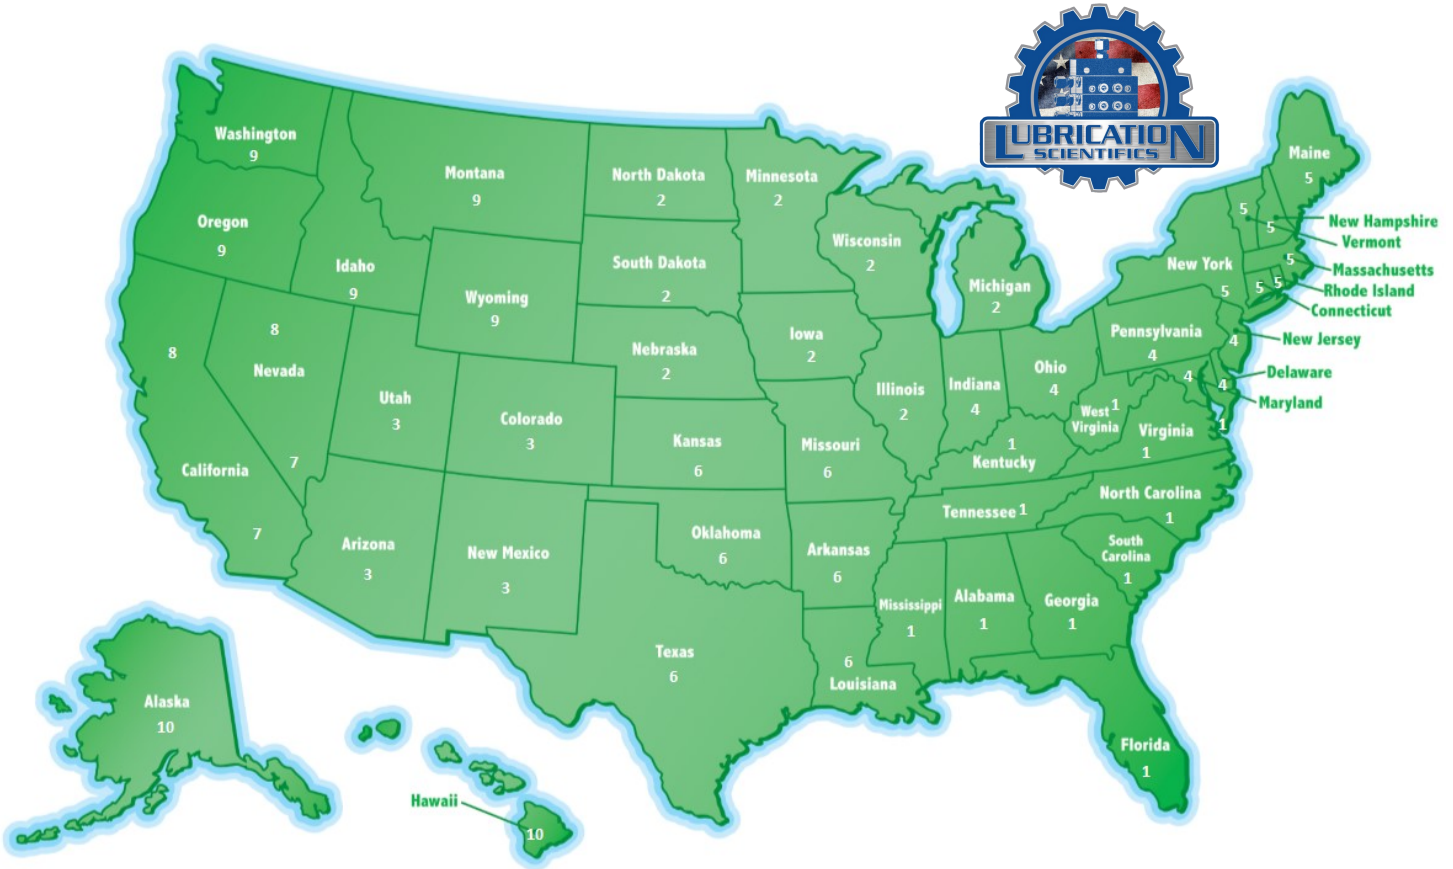 LUBRICATION
SCIENTIFICS
Washington
9
Oregon
9
Idaho
9
Montana
9
Wyoming
9
North Dakota
2
South Dakota
2
Nebraska
2
Minnesota
2
Wisconsin
2
Michigan
2
Iowa
2
Illinois
2
Indiana
4
Ohio
4
Pennsylvania
4
New York
5
Maine
5
5
5
New Hampshire
Vermont
5
Massachusetts
5
Rhode Island
5
Connecticut
4
New Jersey
4
Delaware
4
Maryland
1
8
8
Nevada
7
California
7
Utah
3
Colorado
3
Arizona
3
New Mexico
3
Kansas
6
Missouri
6
Oklahoma
6
Arkansas
6
Texas
6
6
Louisiana
1
Kentucky
West
Virginia
1
Virginia
1
Tennessee 1
North Carolina
1
South
Carolina
1
Mississippi
1
Alabama
1
Georgia
1
Florida
1
Alaska
10
Hawaii
10